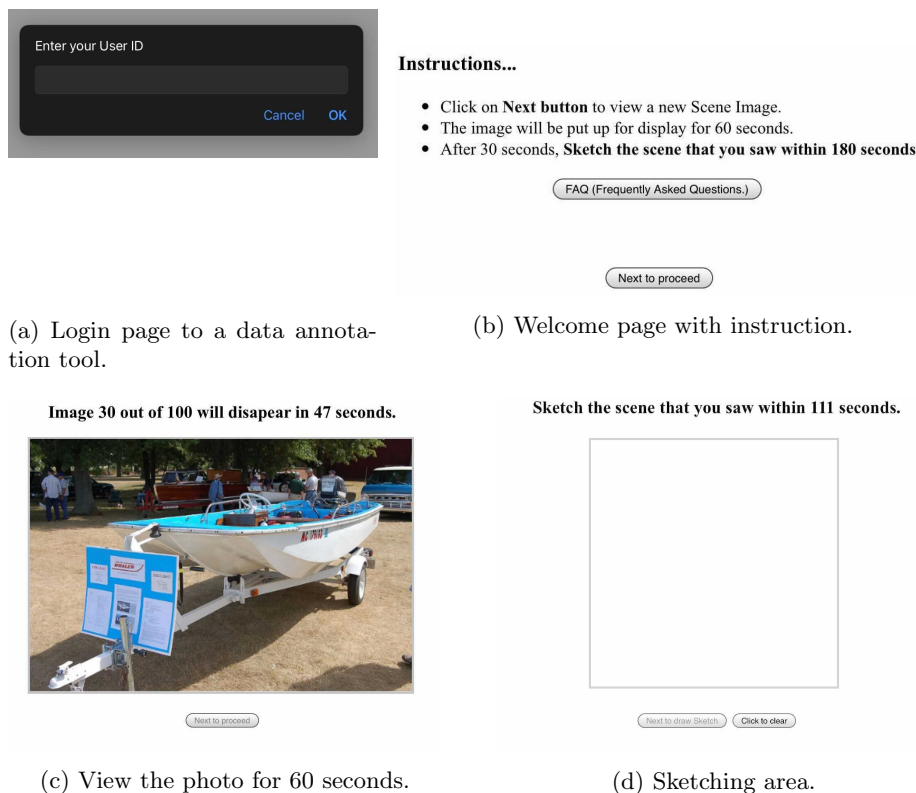 Enter your User ID
Cancel OK
(a) Login page to a data annota-
tion tool.
Instructions...
• Click on Next button to view a new Scene Image.
• The image will be put up for display for 60 seconds.
• After 30 seconds, Sketch the scene that you saw within 180 seconds
FAQ (Frequently Asked Questions.)
Next to proceed
(b) Welcome page with instruction.
Image 30 out of 100 will disapear in 47 seconds.
WHALER
Next to proceed
(c) View the photo for 60 seconds.
Sketch the scene that you saw within 111 seconds.
Next to draw Sketch Click to clear
(d) Sketching area.